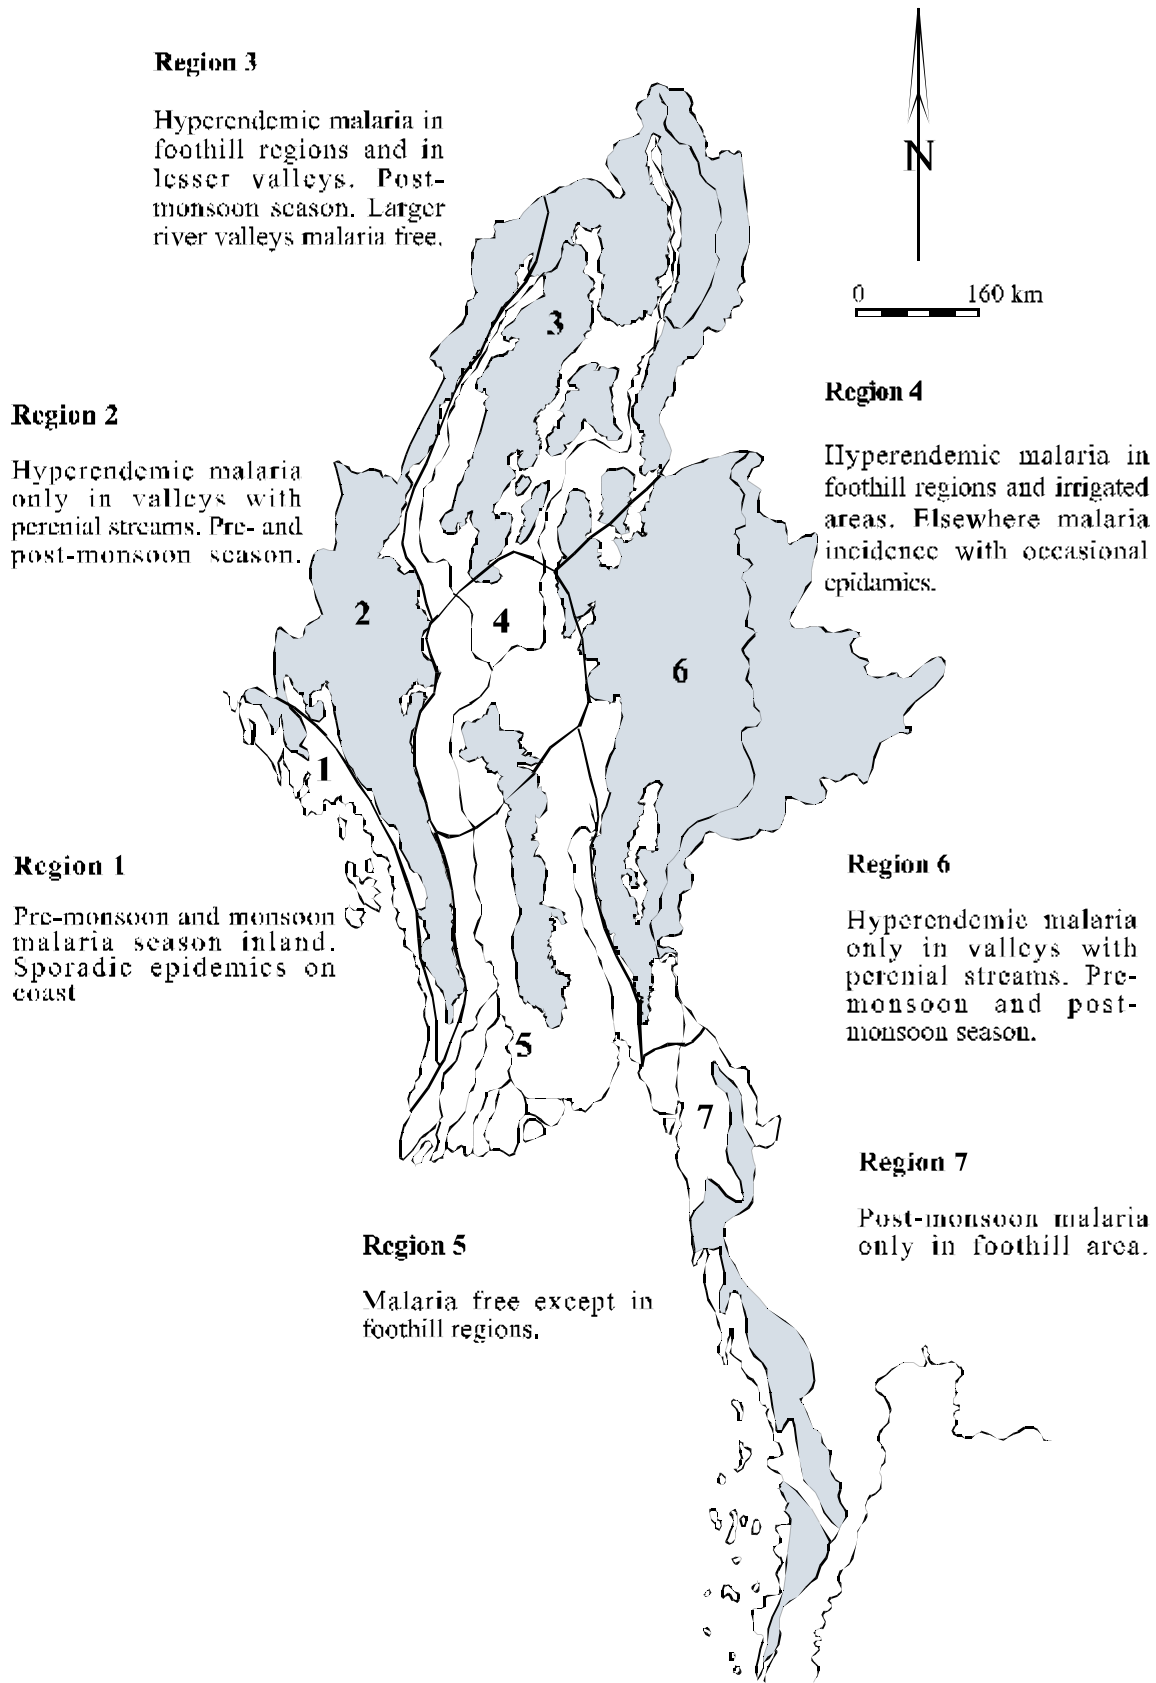 Region 3
Hyperendemic malaria in
foothill regions and in
lesser valleys. Post-
monsoon season. Larger
river valleys malaria free.
N
0 160 km
3
Region 4
Hyperendemic malaria in
foothill regions and irrigated
areas. Elsewhere malaria
incidence with occasional
epidamics.
Region 2
Hyperendemic malaria
only in valleys with
perenial streams. Pre- and
post-monsoon season.
2
4
6
1
Region 1
Pre-monsoon and monsoon
malaria season inland.
Sporadic epidemics on
coast
Region 6
Hyperendemic malaria
only in valleys with
perenial streams. Pre-
monsoon and post-
monsoon season.
5
7
Region 7
Post-monsoon malaria
only in foothill area.
Region 5
Malaria free except in
foothill regions.